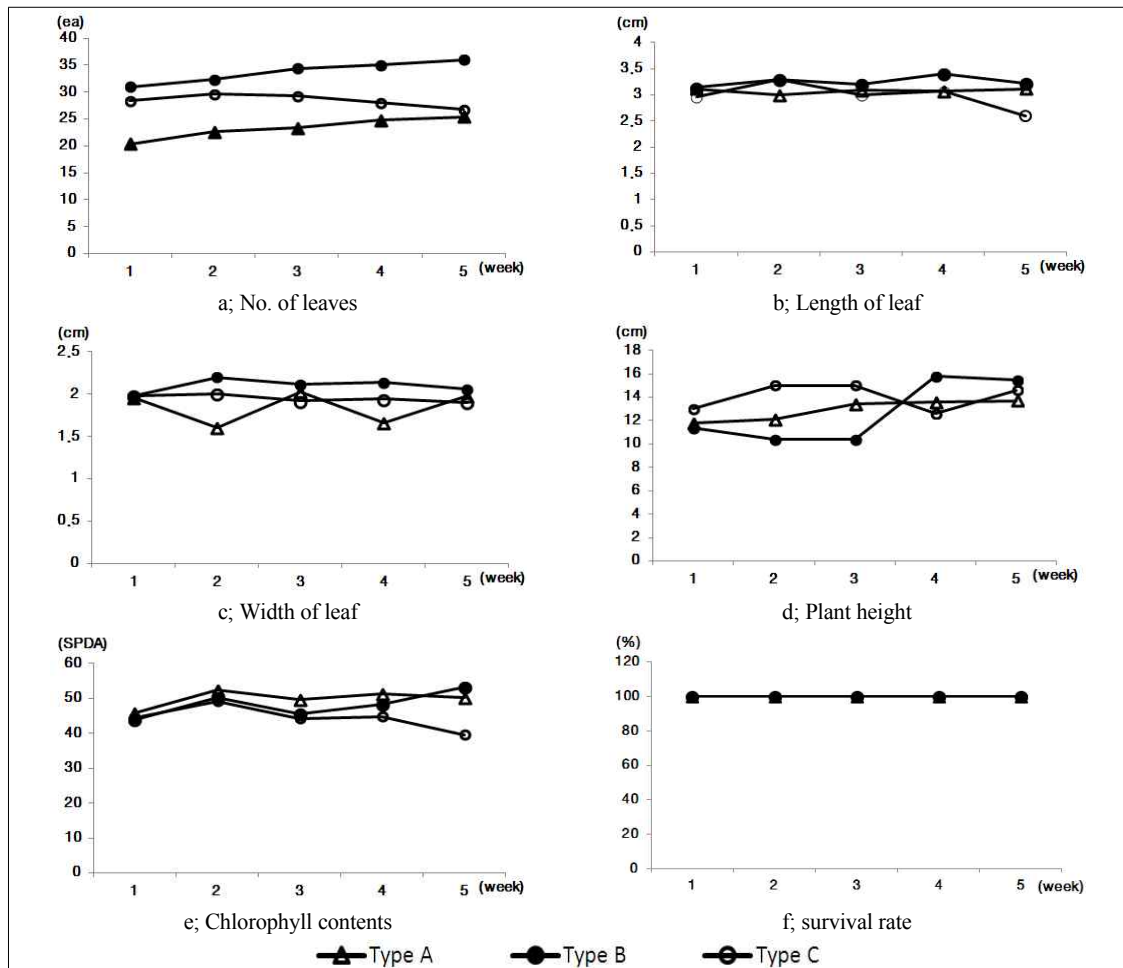 (ea)
40
35
30
25
20
15
10
5
0
1 2 3 4 5 (week)
a; No. of leaves
(cm)
4
3.5
3
2.5
2
1.5
1
0.5
0
1 2 3 4 5 (week)
b; Length of leaf
(cm)
2.5
2
1.5
1
0.5
0
1 2 3 4 5 (week)
c; Width of leaf
(cm)
18
16
14
12
10
8
6
4
2
0
1 2 3 4 5 (week)
d; Plant height
(SPDA)
60
50
40
30
20
10
0
1 2 3 4 5 (week)
e; Chlorophyll contents
(%)
120
100
80
60
40
20
0
1 2 3 4 5 (week)
f; survival rate
Type A Type B Type C